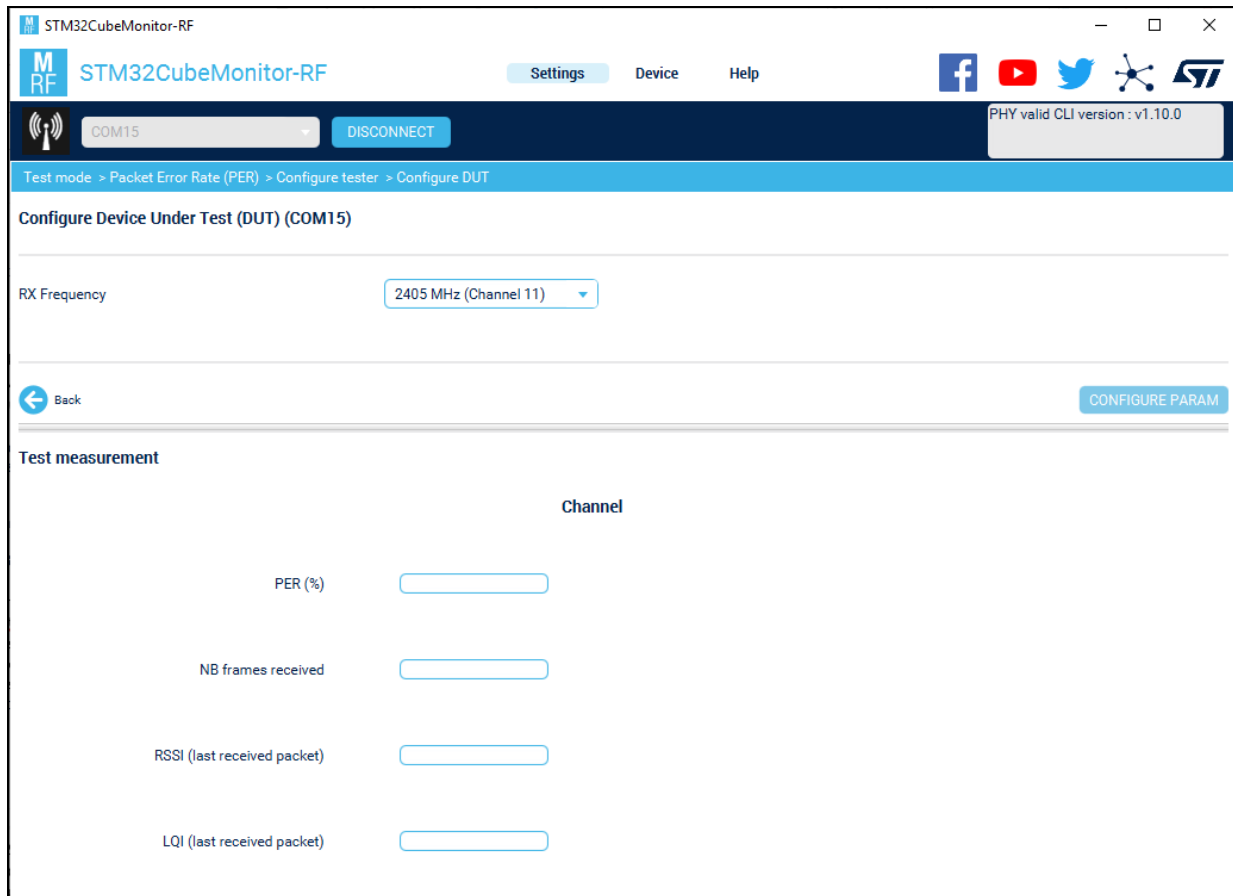 M
RF STM32CubeMonitor-RF
M
RF
STM32CubeMonitor-RF
Settings Device Help
COM15
DISCONNECT
PHY valid CLI version : v1.10.0
Test mode > Packet Error Rate (PER) > Configure tester > Configure DUT
Configure Device Under Test (DUT) (COM15)
RX Frequency 2405 MHz (Channel 11)
Back CONFIGURE PARAM
Test measurement
Channel
PER (%)
NB frames received
RSSI (last received packet)
LQI (last received packet)